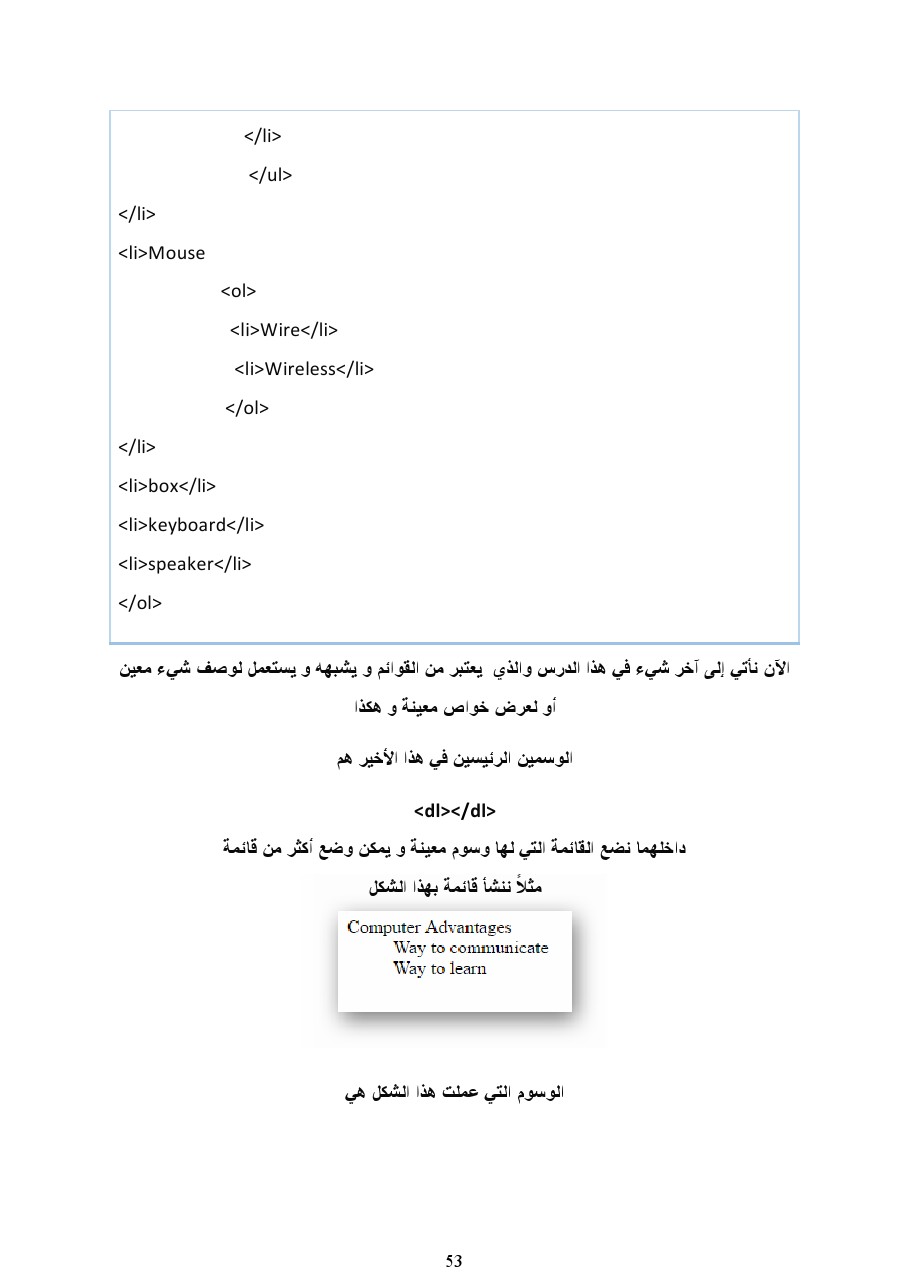 </li>
</ul>
</li>
<li>Mouse
<ol>
<li>Wire</li>
<li>Wireless</li>
</ol>
</li>
<li>box</li>
<li>keyboard</li>
<li>speaker</li>
</ol>
الآن نأتي إلى آخر شيء في هذا الدرس والذي يعتبر من القوائم و يشبهه و يستعمل لوصف شيء معين
أو لعرض خواص معينة و هكذا
الوسمين الرئيسين في هذا الأخير هم
<dl></dl>
داخلهما نضع القائمة التي لها وسوم معينة و يمكن وضع أكثر من قائمة
مثلاً ننشأ قائمة بهذا الشكل
Computer Advantages
Way to communicate
Way to learn
الوسوم التي عملت هذا الشكل هي
53